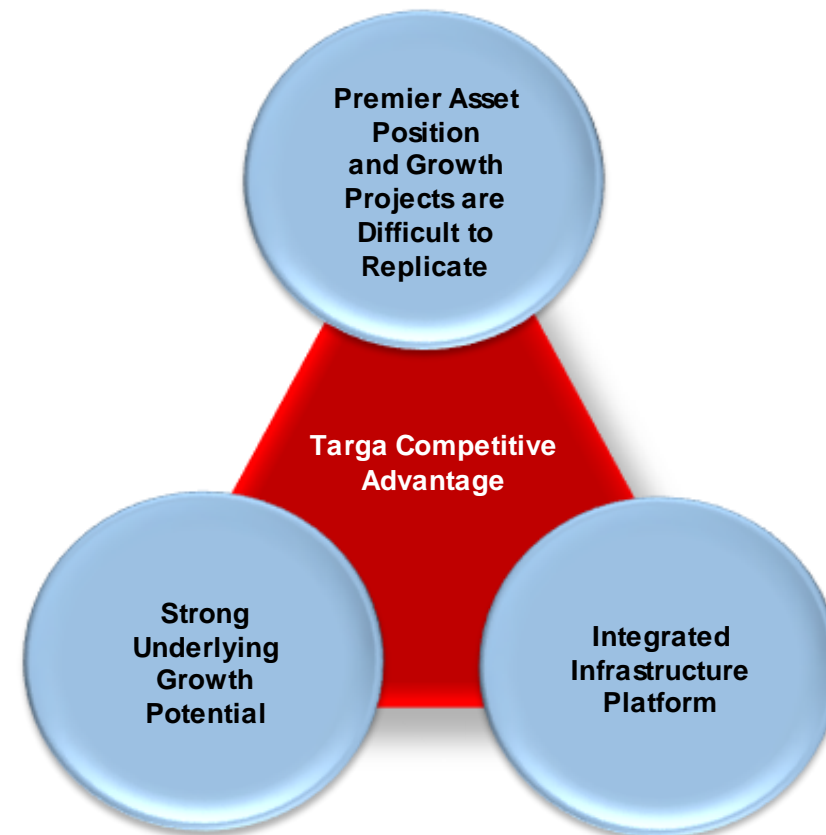 Premier Asset
Position
and Growth
Projects are
Difficult to
Replicate
Targa Competitive
Advantage
Strong
Underlying
Growth
Potential
Integrated
Infrastructure
Platform